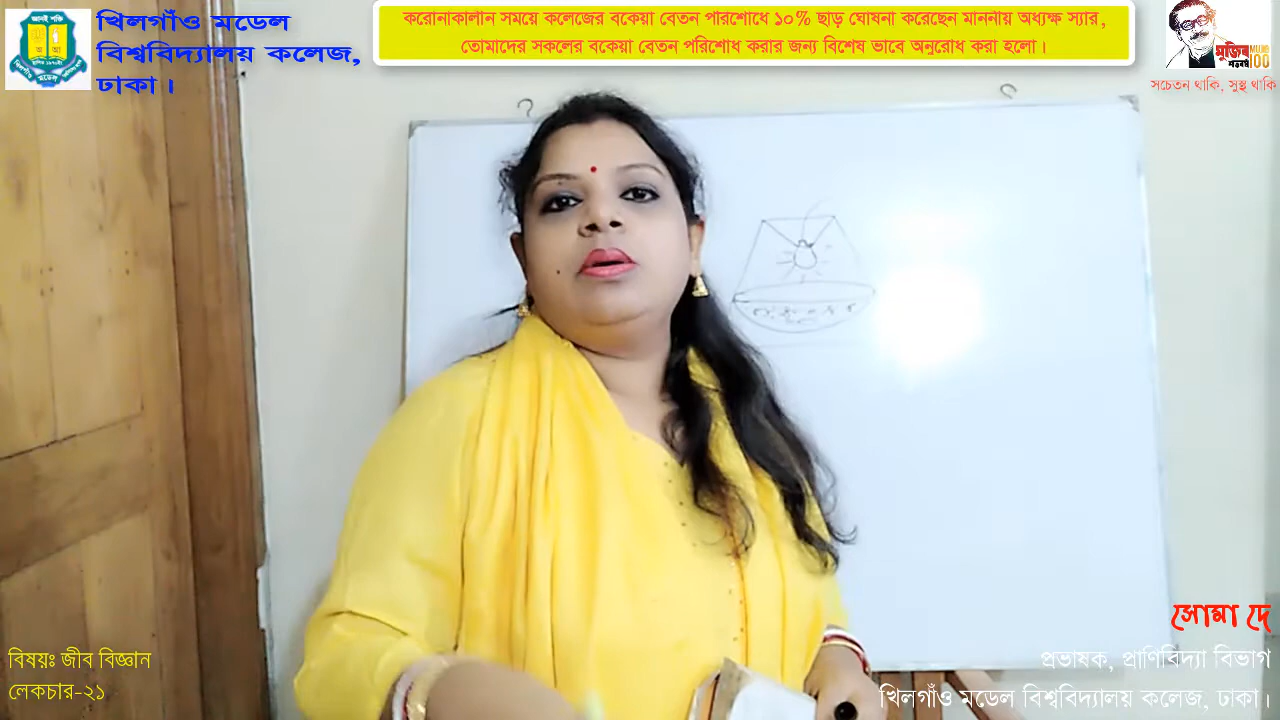 খিলগাঁও মডেল
বিশ্ববিদ্যালয় কলেজ,
ঢাকা।
করোনাকালীন সময়ে কলেজের বকেয়া বেতন পরিশোধে ১০% ছাড় ঘোষনা করেছেন মাননীয় অধ্যক্ষ স্যার,
তোমাদের সকলের বকেয়া বেতন পরিশোধ করার জন্য বিশেষ ভাবে অনুরোধ করা হলো।
মুজিব
শতবর্ষ
100
সচেতন থাকি, সুস্থ থাকি
বিষয়ঃ জীব বিজ্ঞান
লেকচার-২১
সোমা দে
প্রভাষক, প্রাণিবিদ্যা বিভাগ
খিলগাঁও মডেল বিশ্ববিদ্যালয় কলেজ, ঢাকা।